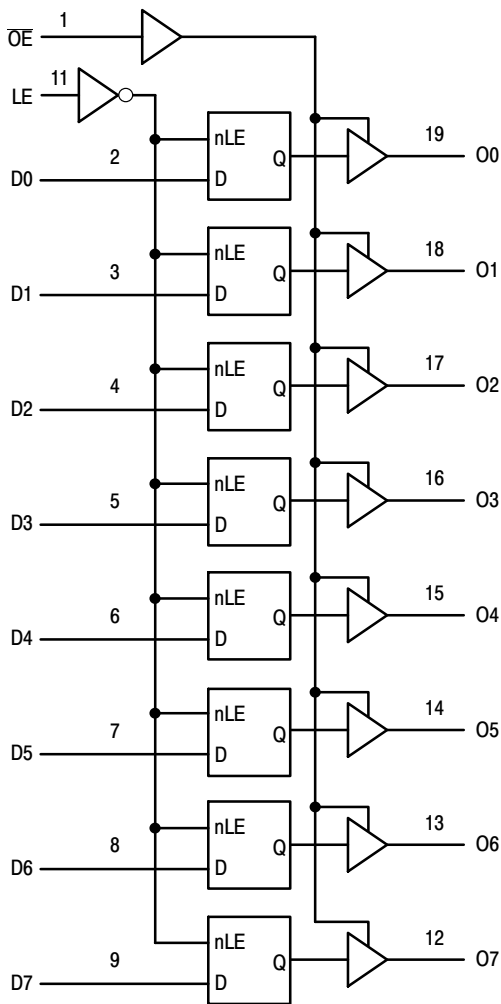 OE 1
LE 11
nLE Q 19 O0
D0 2 D
nLE Q 18 O1
D1 3 D
nLE Q 17 O2
D2 4 D
nLE Q 16 O3
D3 5 D
nLE Q 15 O4
D4 6 D
nLE Q 14 O5
D5 7 D
nLE Q 13 O6
D6 8 D
nLE Q 12 O7
D7 9 D